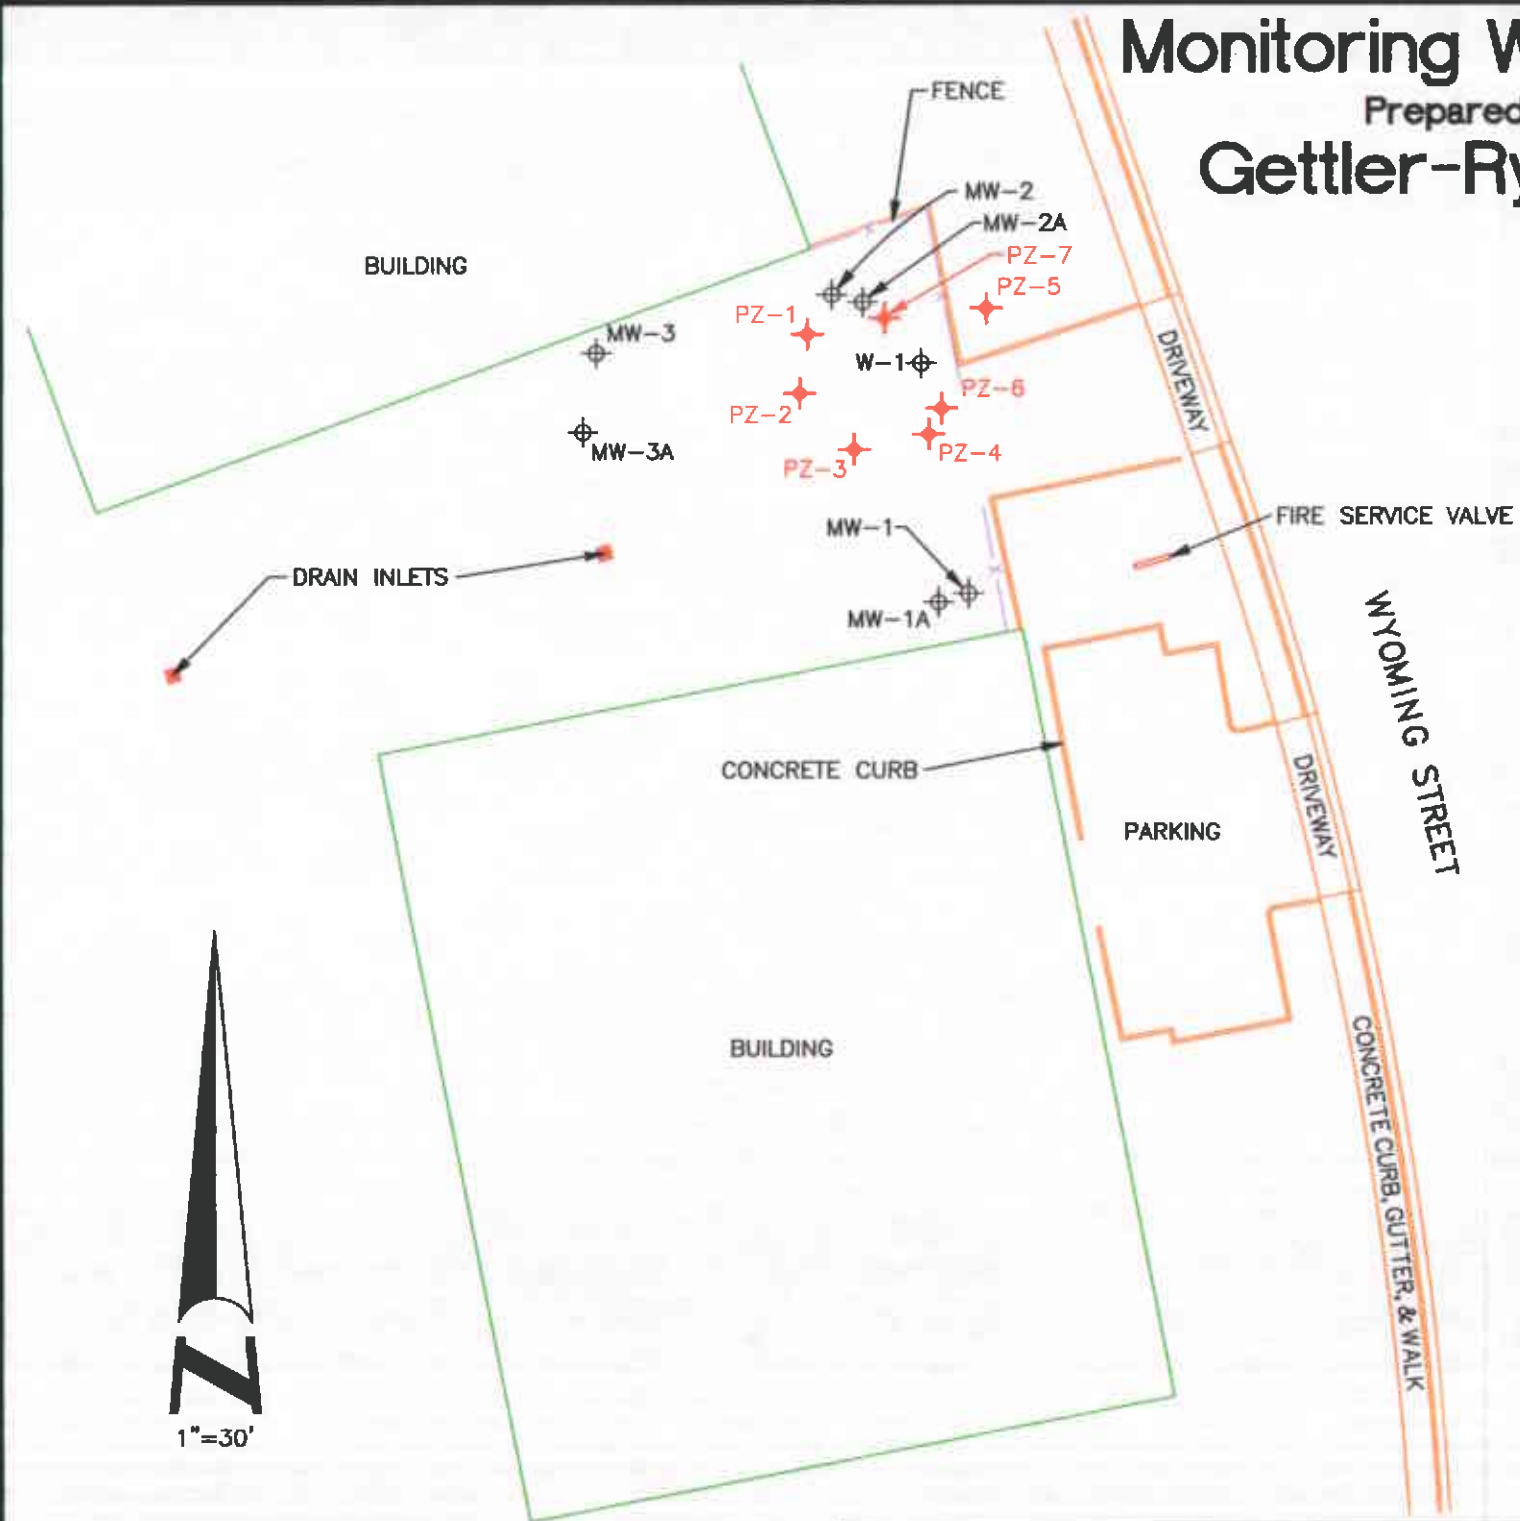 Monitoring W
Prepared
Gettler-Ry
FENCE
MW-2
MW-2A
PZ-7
PZ-5
BUILDING
PZ-1
MW-3
W-1
DRIVEWAY
PZ-6
PZ-2
MW-3A
PZ-4
PZ-3
FIRE SERVICE VALVE
MW-1
DRAIN INLETS
MW-1A
WYOMING STREET
CONCRETE CURB
DRIVEWAY
PARKING
BUILDING
CONCRETE CURB, GUTTER, & WALK
N
1"=30'